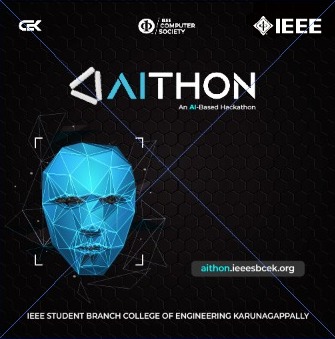 CEK
IEEE
COMPUTER
SOCIETY
IEEE
AITHON
An AI-Based Hackathon
aithon.ieeesbcek.org
IEEE STUDENT BRANCH COLLEGE OF ENGINEERING KARUNAGAPPALLY